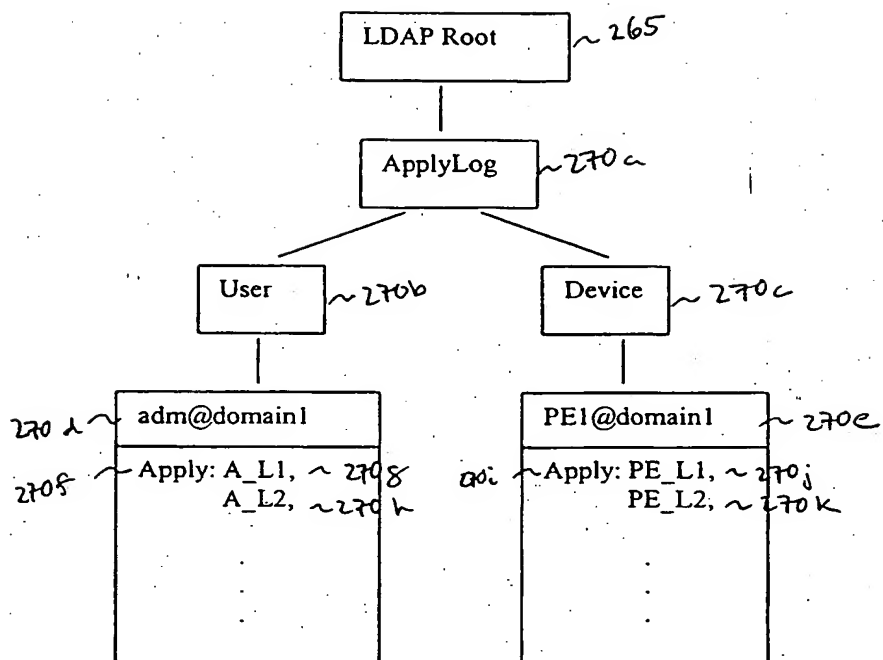 LDAP Root ~ 265
ApplyLog ~ 270a
User ~ 270b
Device ~ 270c
270d ~ adm@domain1
PE1@domain1 ~ 270e
270f ~ Apply: A_L1, ~ 270g
A_L2, ~ 270h
270i ~ Apply: PE_L1, ~ 270j
PE_L2, ~ 270k